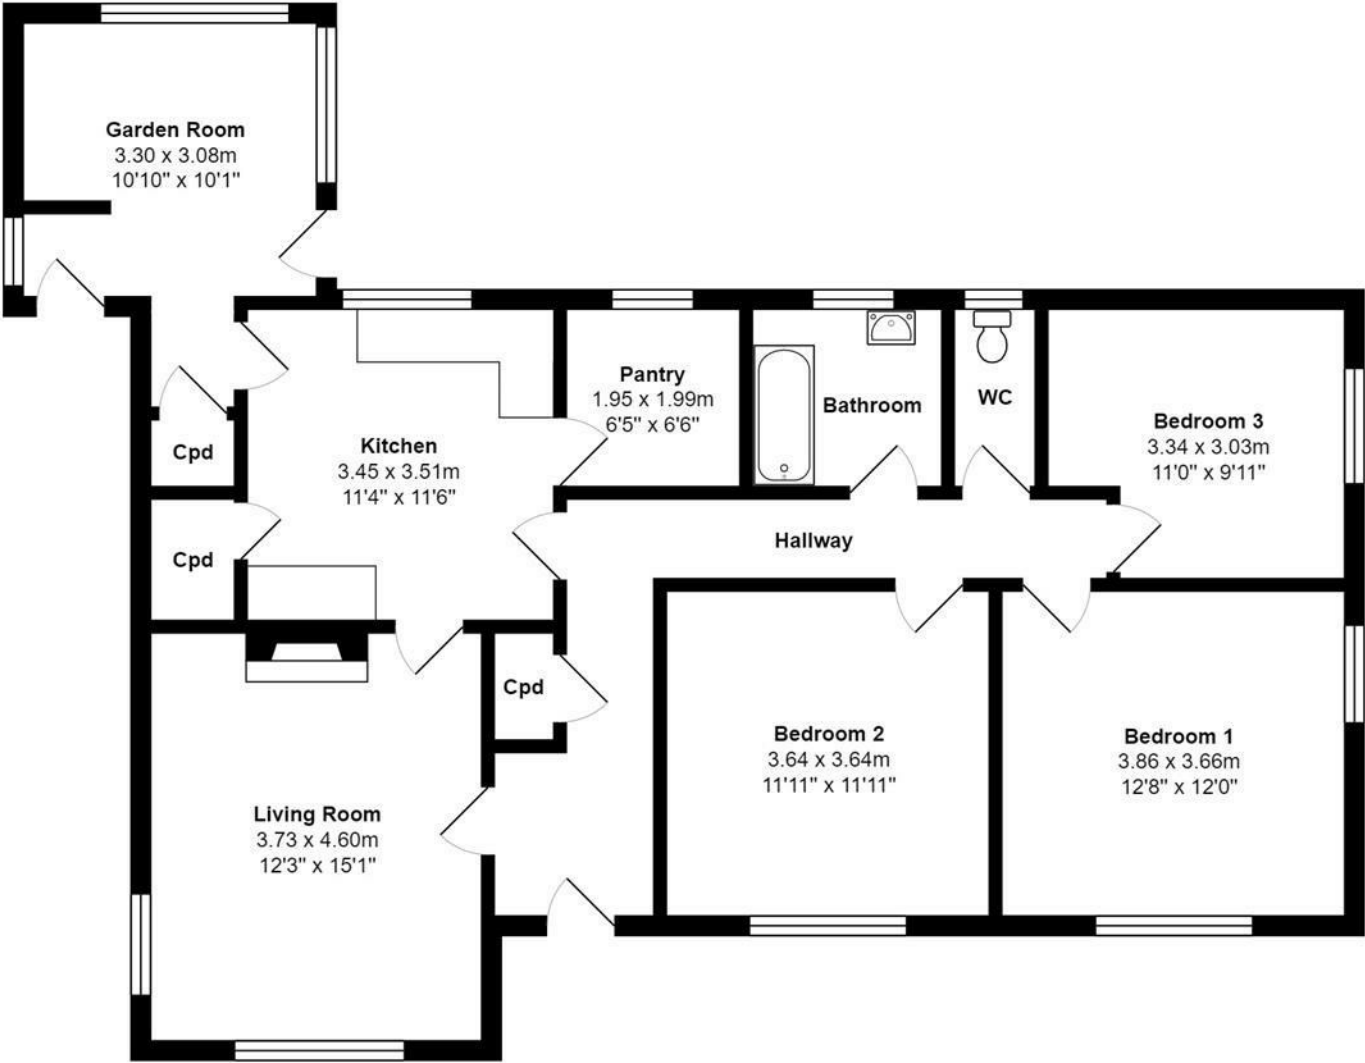 Garden Room
3.30 x 3.08m
10'10" x 10'1"
Pantry
1.95 x 1.99m
6'5" x 6'6"
Bathroom
WC
Bedroom 3
3.34 x 3.03m
11'0" x 9'11"
Cpd
Kitchen
3.45 x 3.51m
11'4" x 11'6"
Cpd
Hallway
Cpd
Bedroom 2
3.64 x 3.64m
11'11" x 11'11"
Bedroom 1
3.86 x 3.66m
12'8" x 12'0"
Living Room
3.73 x 4.60m
12'3" x 15'1"